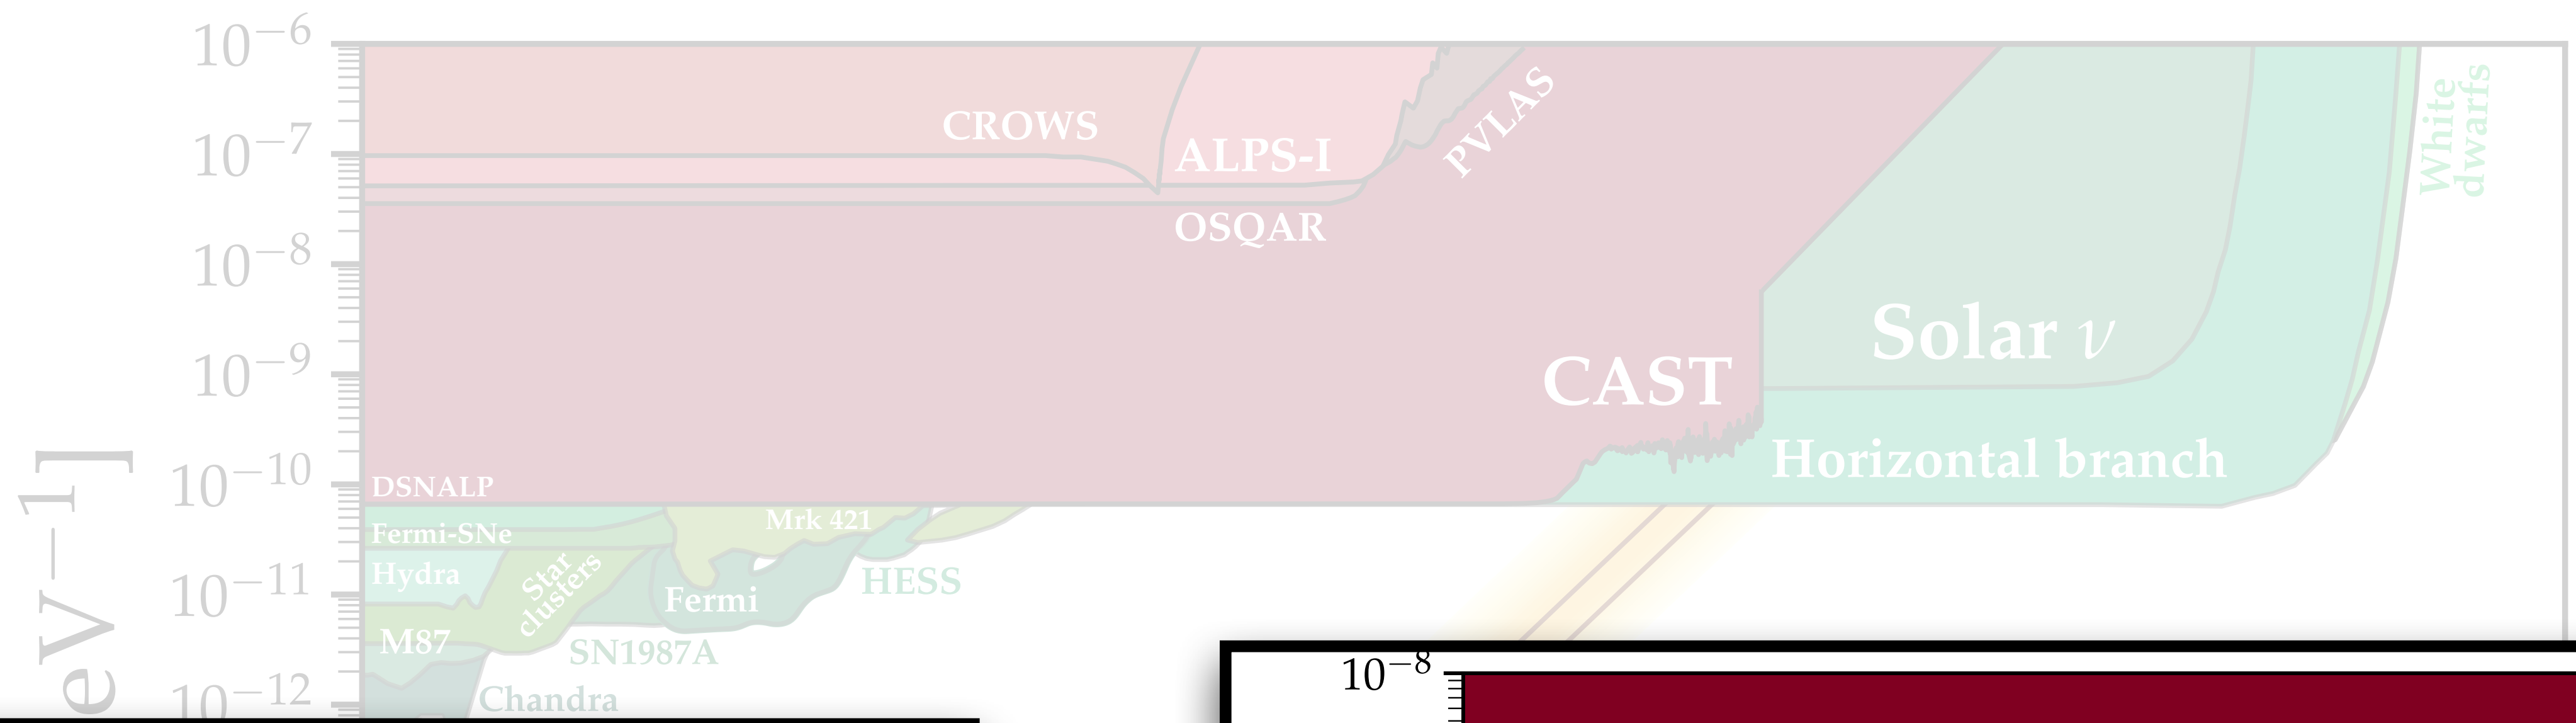 10−6
10−7
10−8
10−9
10−10
10−11
10−12
eV−1]
CROWS
ALPS-I
OSQAR
PVLAS
CAST
Solar ν
Horizontal branch
White
dwarfs
DSNALP
Fermi-SNe
Mrk 421
Hydra
Star
clusters
Fermi
HESS
M87
SN1987A
Chandra
10−8